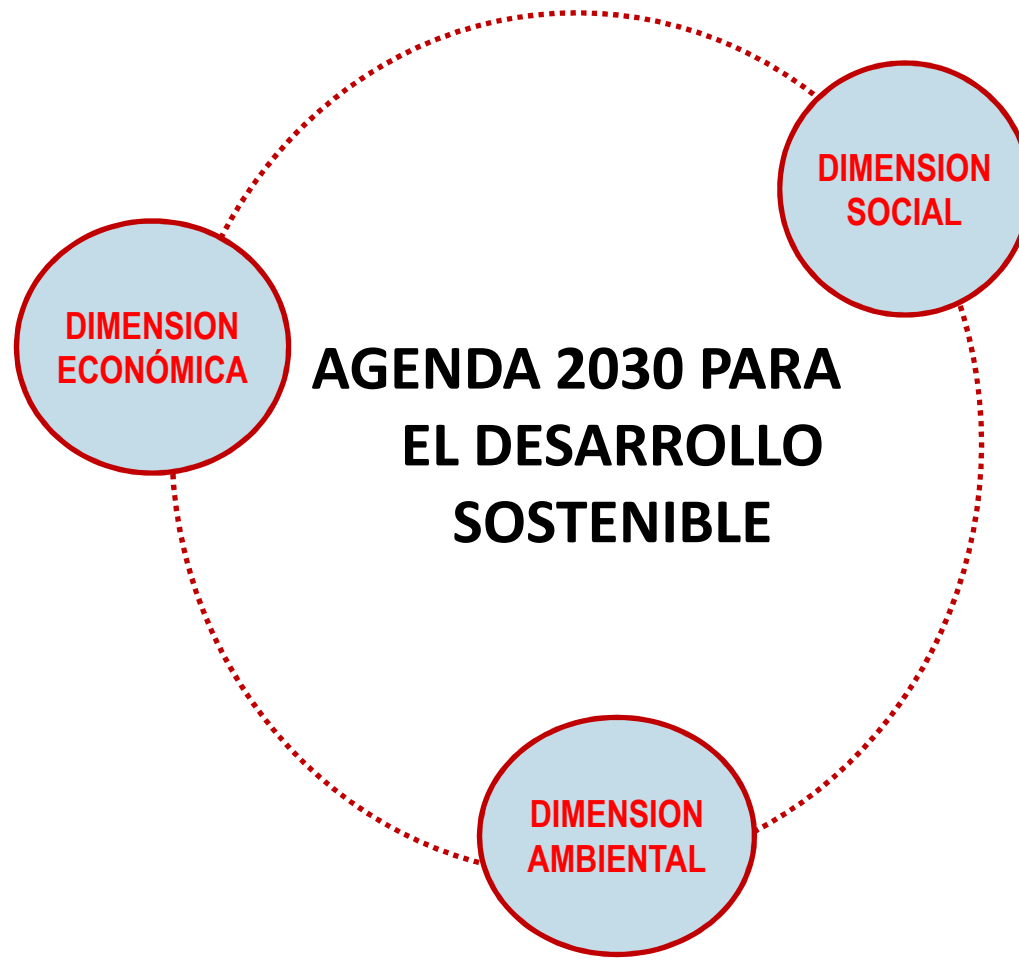 DIMENSION
SOCIAL
DIMENSION
ECONÓMICA
AGENDA 2030 PARA
EL DESARROLLO
SOSTENIBLE
DIMENSION
AMBIENTAL